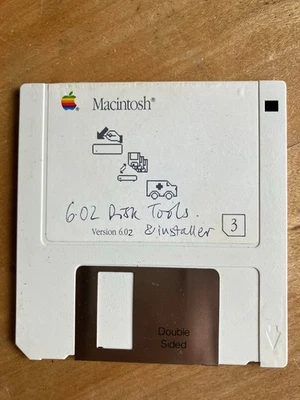 Macintosh®
6.02 Disk Tools.
Version 6.02 & installer
3
Double
Sided